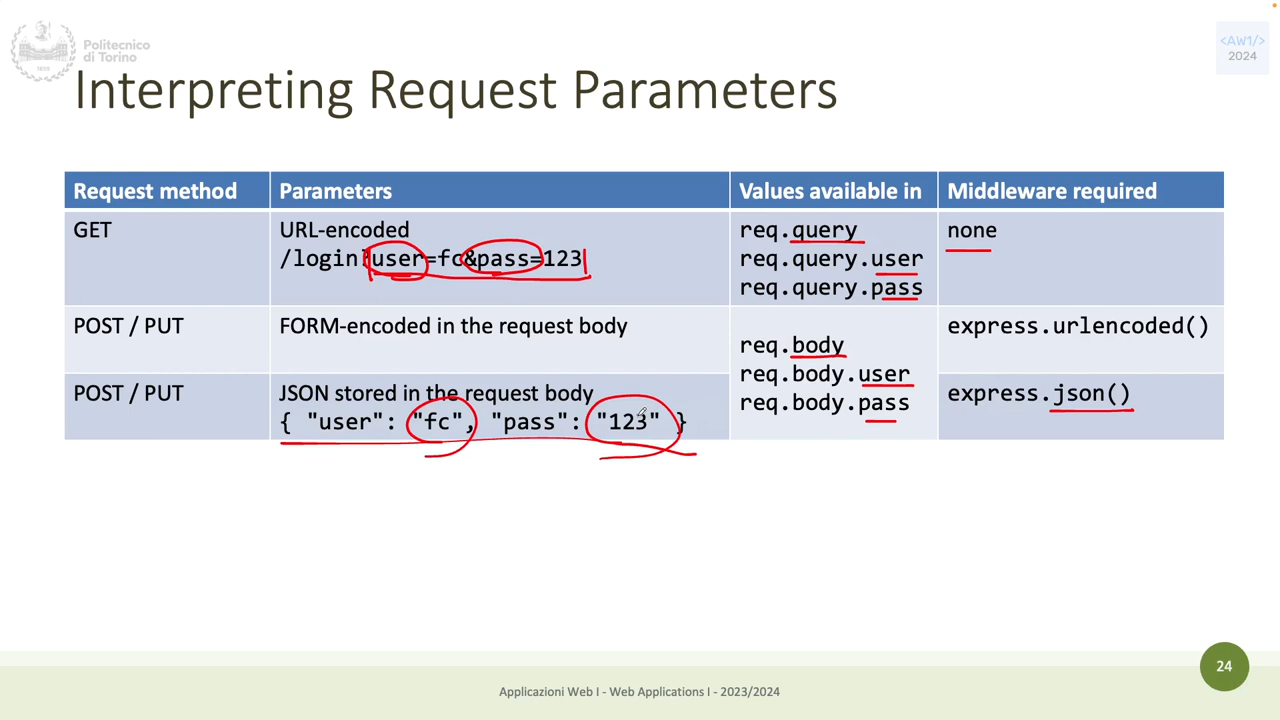 Politecnico
di Torino
<AW1/>
2024
Interpreting Request Parameters
Request method Parameters Values available in Middleware required
GET URL-encoded req.query none
/login?user=fc&pass=123 req.query.user
req.query.pass
POST / PUT FORM-encoded in the request body express.urlencoded()
req.body
req.body.user
POST / PUT JSON stored in the request body express.json()
req.body.pass
{ "user": "fc", "pass": "123" }
24
Applicazioni Web I - Web Applications I - 2023/2024